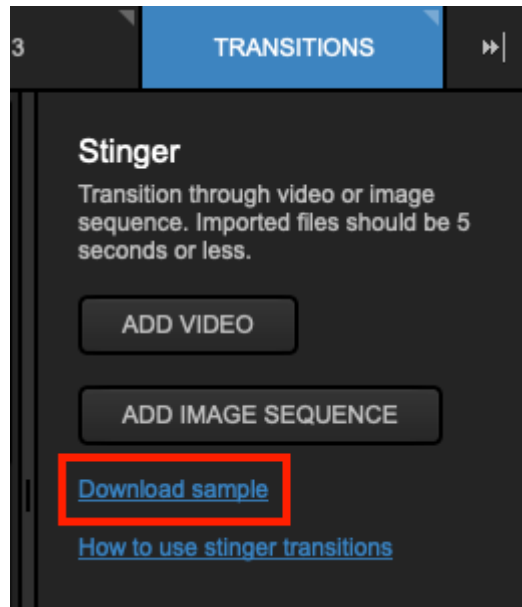 3
TRANSITIONS
Stinger
Transition through video or image
sequence. Imported files should be 5
seconds or less.
ADD VIDEO
ADD IMAGE SEQUENCE
Download sample
How to use stinger transitions